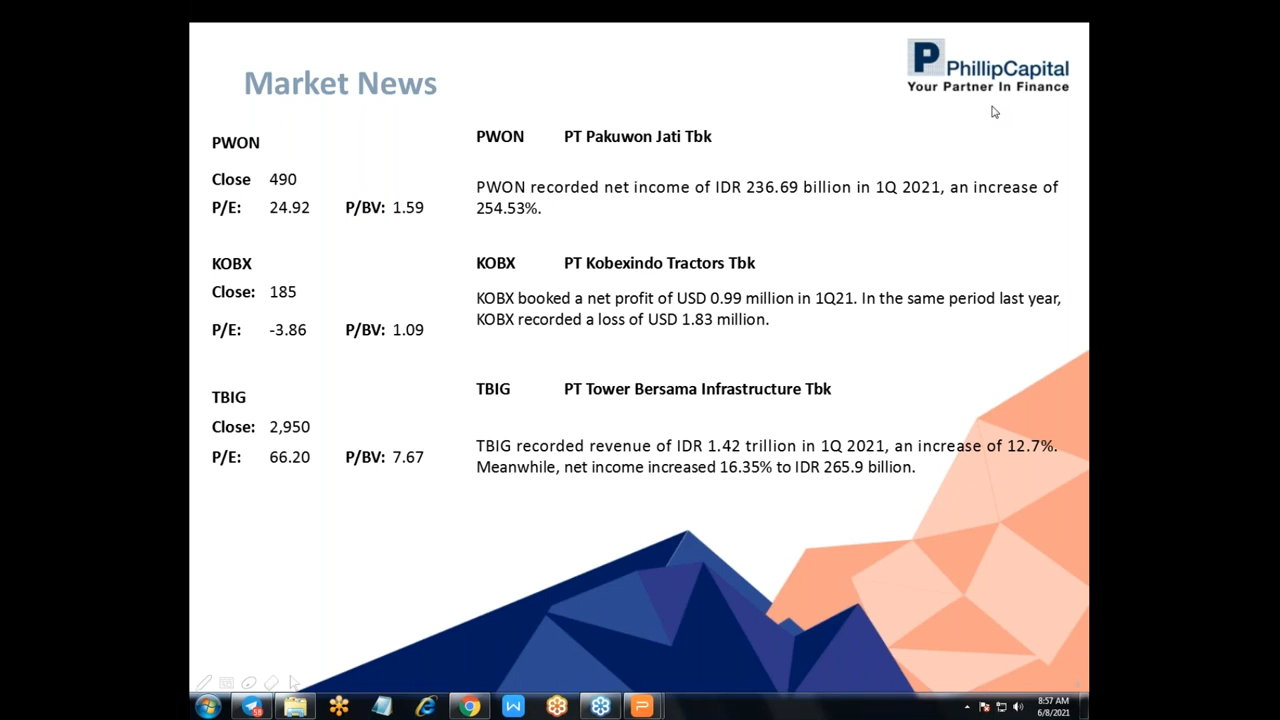 Market News
P PhillipCapital
Your Partner In Finance
PWON
Close 490
P/E: 24.92 P/BV: 1.59
PWON PT Pakuwon Jati Tbk
PWON recorded net income of IDR 236.69 billion in 1Q 2021, an increase of
254.53%.
KOBX
Close: 185
P/E: -3.86 P/BV: 1.09
KOBX PT Kobexindo Tractors Tbk
KOBX booked a net profit of USD 0.99 million in 1Q21. In the same period last year,
KOBX recorded a loss of USD 1.83 million.
TBIG
Close: 2,950
P/E: 66.20 P/BV: 7.67
TBIG PT Tower Bersama Infrastructure Tbk
TBIG recorded revenue of IDR 1.42 trillion in 1Q 2021, an increase of 12.7%.
Meanwhile, net income increased 16.35% to IDR 265.9 billion.
8:57 AM
6/8/2021